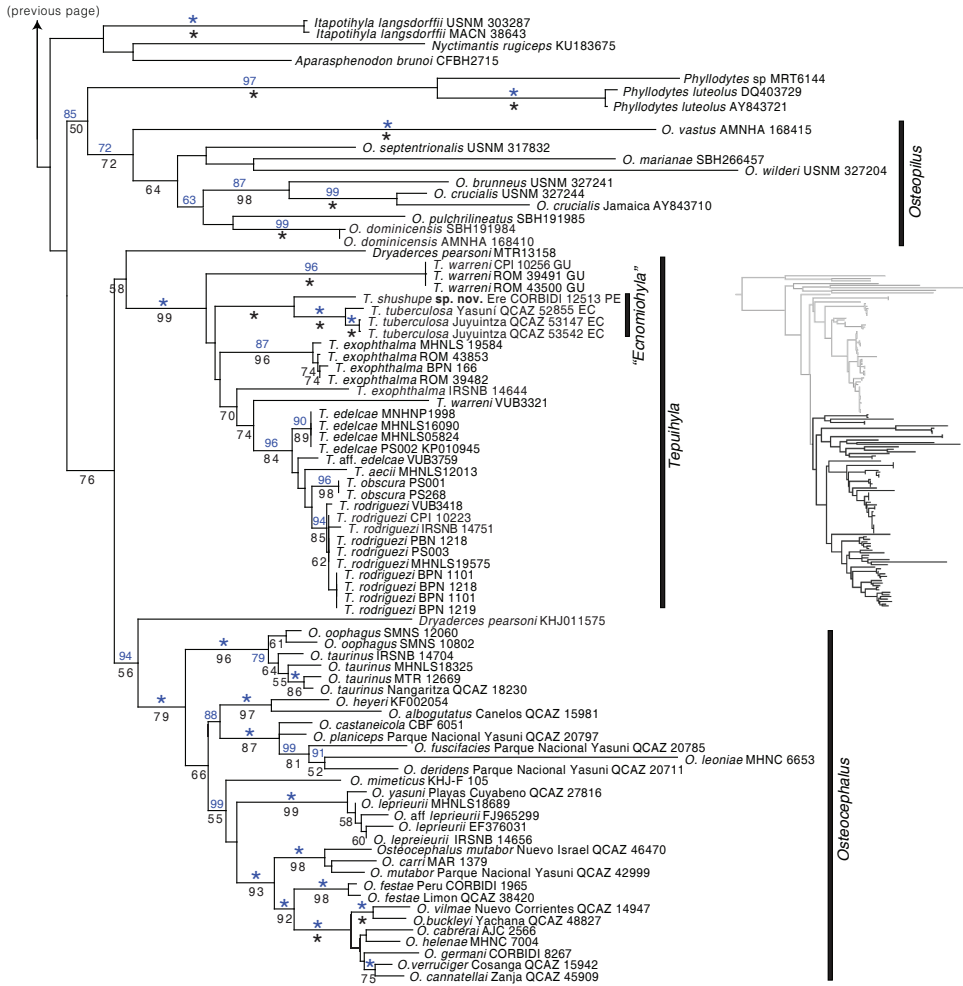 (previous page)
*
Itapotihyla langsdorffii USNM 303287
*
Itapotihyla langsdorffii MACN 38643
Nyctimantis rugiceps KU183675
Aparasphenodon brunoi CFBH2715
97
*
Phyllodytes sp MRT6144
*
Phyllodytes luteolus DQ403729
*
Phyllodytes luteolus AY843721
85
50
*
*
O. vastus AMNHA 168415
72
72
O. septentrionalis USNM 317832
O. marianae SBH266457
O. wilderi USNM 327204
64
87
98
O. brunneus USNM 327241
63
99
*
O. crucialis USNM 327244
O. crucialis Jamaica AY843710
O. pulchrilineatus SBH191985
99
*
O. dominicensis SBH191984
O. dominicensis AMNHA 168410
Osteopilus
Dryaderces pearsoni MTR13158
58
96
*
T. warreni CPI 10256 GU
T. warreni ROM 39491 GU
T. warreni ROM 43500 GU
*
99
*
T. shushupe sp. nov. Ere CORBIDI 12513 PE
*
*
T. tuberculosa Yasuní QCAZ 52855 EC
*
*
T. tuberculosa Juyuintza QCAZ 53147 EC
T. tuberculosa Juyuintza QCAZ 53542 EC
"Ecnomiohyla"
87
96
T. exophthalma MHNLS 19584
T. exophthalma ROM 43853
74
T. exophthalma BPN 166
74
T. exophthalma ROM 39482
T. exophthalma IRSNB 14644
70
T. warreni VUB3321
74
T. edelcae MNHNP1998
90
89
T. edelcae MHNLS16090
T. edelcae MHNLS05824
T. edelcae PS002 KP010945
96
84
T. aff. edelcae VUB3759
T. aecii MHNLS12013
96
98
T. obscura PS001
T. obscura PS268
T. rodriguezi VUB3418
T. rodriguezi CPI 10223
94
85
T. rodriguezi IRSNB 14751
T. rodriguezi PBN 1218
T. rodriguezi PS003
62
T. rodriguezi MHNLS19575
T. rodriguezi BPN 1101
T. rodriguezi BPN 1218
T. rodriguezi BPN 1101
T. rodriguezi BPN 1219
Tepuihyla
76
Dryaderces pearsoni KHJ011575
94
56
*
96
61
O. oophagus SMNS 12060
O. oophagus SMNS 10802
79
64
O. taurinus IRSNB 14704
O. taurinus MHNLS18325
55
*
86
O. taurinus MTR 12669
O. taurinus Nangaritza QCAZ 18230
*
79
*
97
O. heyeri KF002054
O. albogutatus Canelos QCAZ 15981
88
*
87
O. castaneicola CBF 6051
O. planiceps Parque Nacional Yasuni QCAZ 20797
99
81
O. fuscifacies Parque Nacional Yasuni QCAZ 20785
91
52
O. leoniae MHNC 6653
O. deridens Parque Nacional Yasuni QCAZ 20711
66
O. mimeticus KHJ-F 105
99
55
*
99
O. yasuni Playas Cuyabeno QCAZ 27816
O. leprieurii MHNLS18689
58
O. aff leprieurii FJ965299
O. leprieurii EF376031
60
O. lepreieurii IRSNB 14656
*
98
Osteocephalus mutabor Nuevo Israel QCAZ 46470
O. carri MAR 1379
O. mutabor Parque Nacional Yasuni QCAZ 42999
*
93
*
98
O. festae Peru CORBIDI 1965
O. festae Limon QCAZ 38420
*
92
*
*
O. vilmae Nuevo Corrientes QCAZ 14947
*
*
O.buckleyi Yachana QCAZ 48827
O. cabrerai AJC 2566
O. helenae MHNC 7004
O. germani CORBIDI 8267
*
75
O.verruciger Cosanga QCAZ 15942
O. cannatellai Zanja QCAZ 45909
Osteocephalus